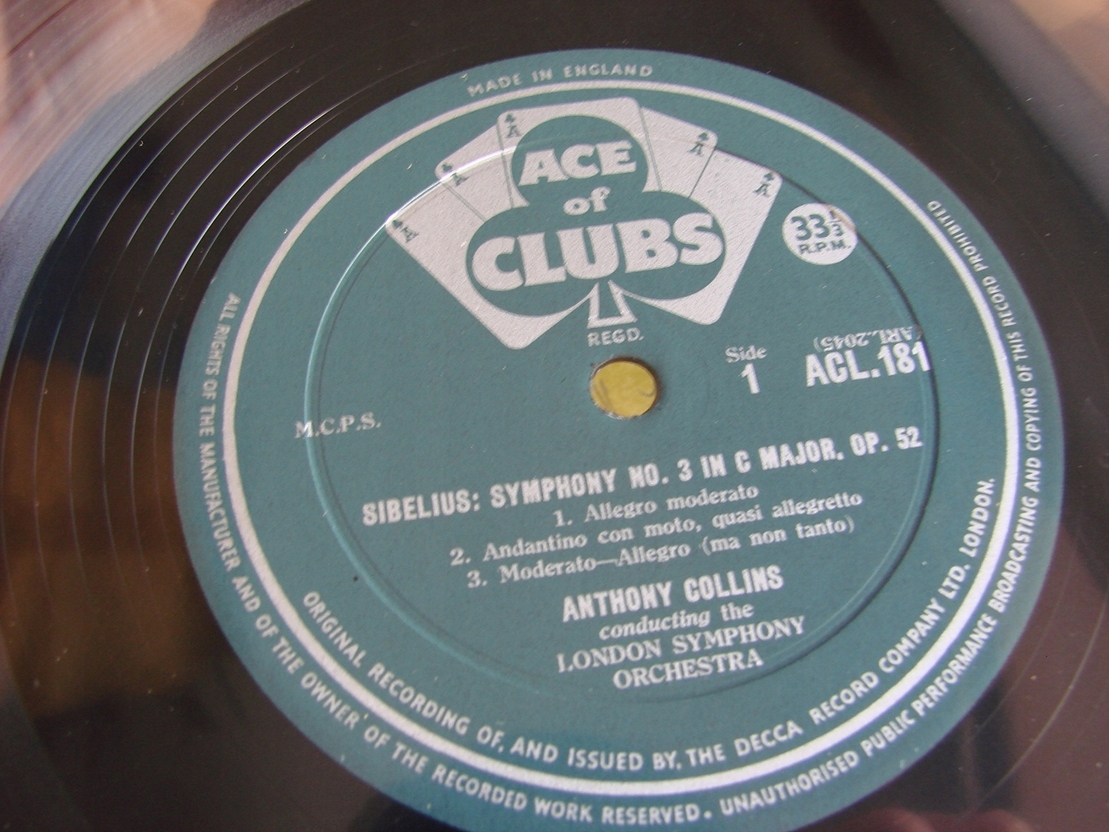 MADE IN ENGLAND
A
A
A
A
A
ACE
of
CLUBS
REGD.
33⅓
R.P.M.
Side
1
(ARL.2045)
ACL.181
M.C.P.S.
SIBELIUS: SYMPHONY NO. 3 IN C MAJOR, OP. 52
1. Allegro moderato
2. Andantino con moto, quasi allegretto
3. Moderato—Allegro (ma non tanto)
ANTHONY COLLINS
conducting the
LONDON SYMPHONY
ORCHESTRA
ORIGINAL RECORDING OF, AND ISSUED BY, THE DECCA RECORD COMPANY LTD. LONDON.
ALL RIGHTS OF THE MANUFACTURER AND OF THE OWNER OF THE RECORDED WORK RESERVED. UNAUTHORISED PUBLIC PERFORMANCE BROADCASTING AND COPYING OF THIS RECORD PROHIBITED